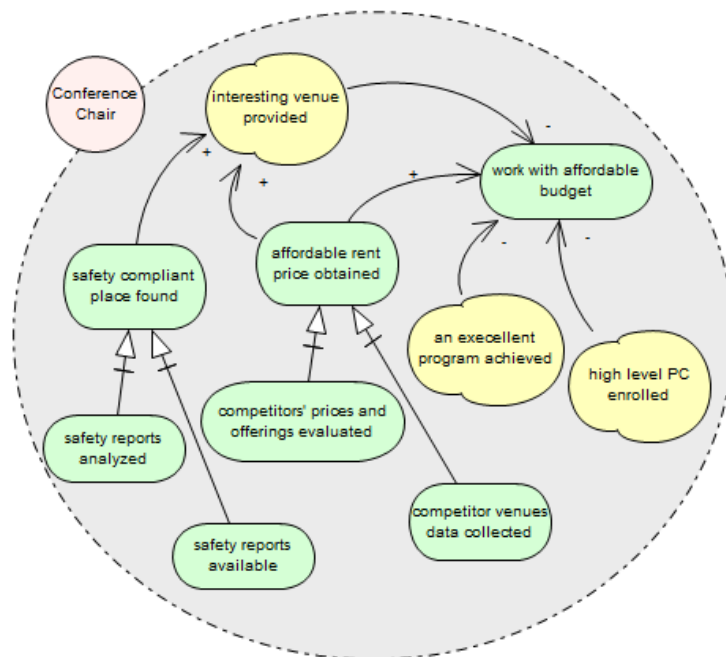 Conference
Chair
interesting venue
provided
+
-
+
+
work with affordable
budget
-
-
safety compliant
place found
affordable rent
price obtained
an execellent
program achieved
high level PC
enrolled
competitors' prices and
offerings evaluated
safety reports
analyzed
competitor venues
data collected
safety reports
available